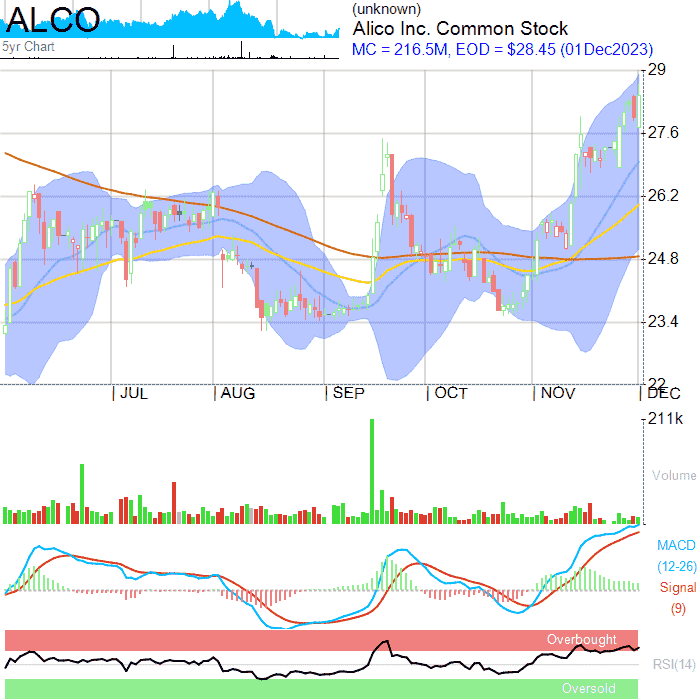 ALCO
5yr Chart
(unknown)
Alico Inc. Common Stock
MC = 216.5M, EOD = $28.45 (01Dec2023)
29
27.6
26.2
24.8
23.4
22
JUL AUG SEP OCT NOV DEC
211k
Volume
MACD
(12-26)
Signal
(9)
Overbought
RSI(14)
Oversold